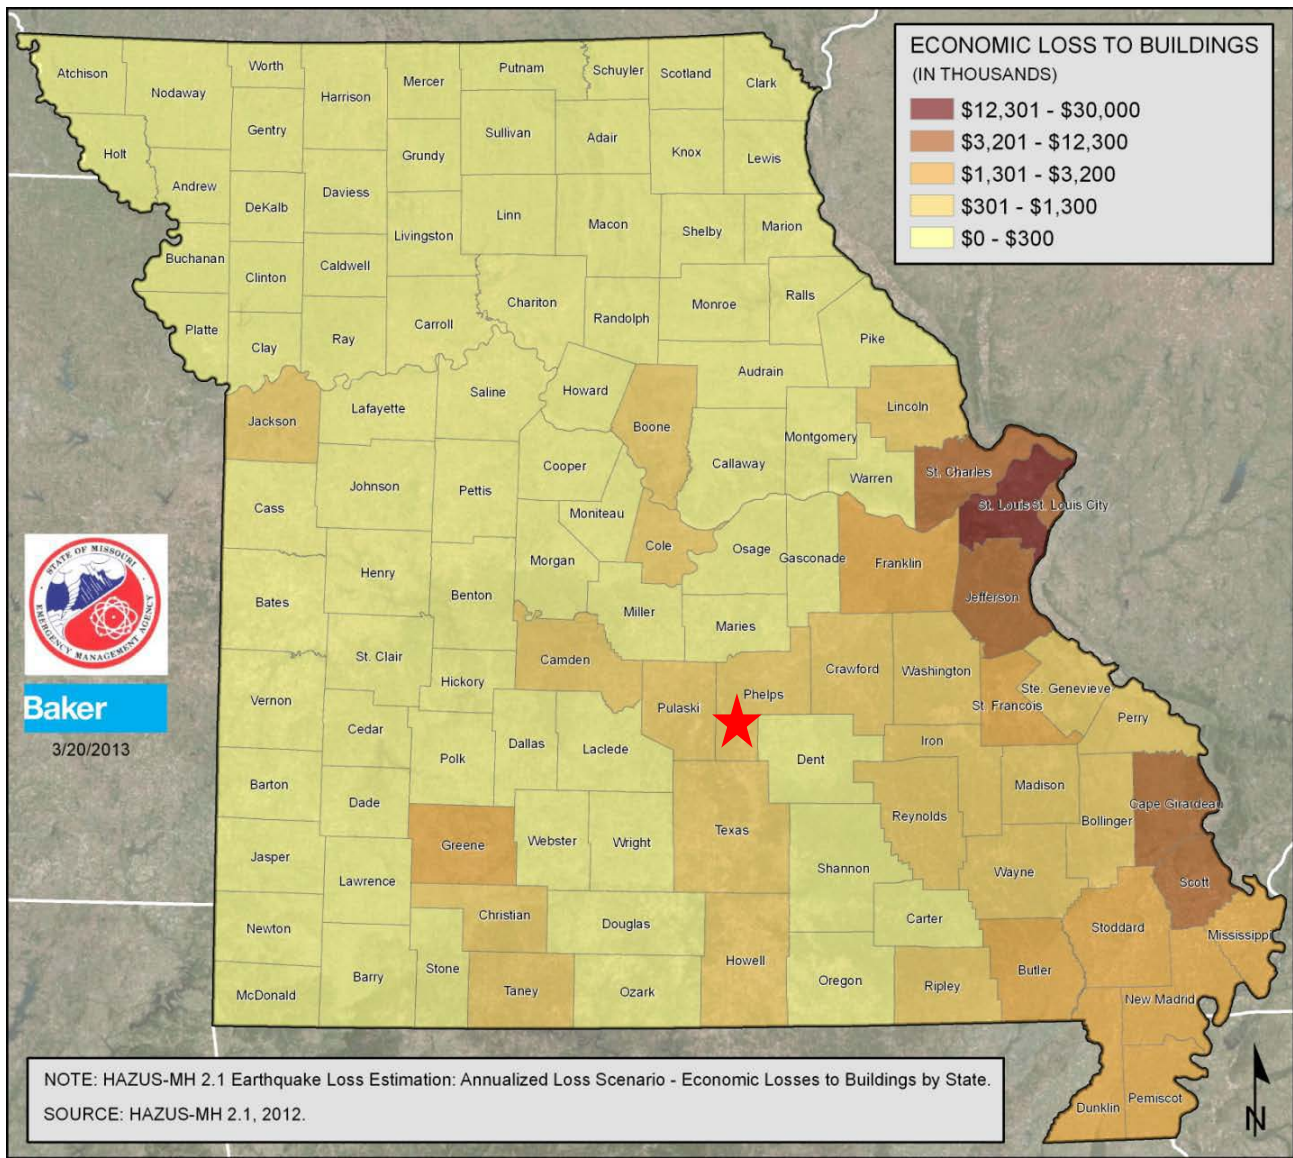 ECONOMIC LOSS TO BUILDINGS
(IN THOUSANDS)
$12,301 - $30,000
$3,201 - $12,300
$1,301 - $3,200
$301 - $1,300
$0 - $300
Atchison
Nodaway
Worth
Harrison
Mercer
Putnam
Schuyler
Scotland
Clark
Holt
Gentry
Grundy
Sullivan
Adair
Knox
Lewis
Andrew
DeKalb
Daviess
Livingston
Linn
Macon
Shelby
Marion
Buchanan
Clinton
Caldwell
Chariton
Randolph
Monroe
Ralls
Platte
Clay
Ray
Carroll
Pike
Audrain
Jackson
Lafayette
Saline
Howard
Boone
Lincoln
Callaway
Montgomery
Warren
St. Charles
Cass
Johnson
Pettis
Cooper
Moniteau
St. Louis
St. Louis City
Cole
Osage
Gasconade
Franklin
Jefferson
Bates
Henry
Benton
Morgan
Miller
Maries
STATE OF MISSOURI
EMERGENCY MANAGEMENT AGENCY
Baker
3/20/2013
St. Clair
Hickory
Camden
Pulaski
Phelps
Crawford
Washington
St. Francois
Ste. Genevieve
Perry
Vernon
Cedar
Polk
Dallas
Laclede
Dent
Iron
Madison
Bollinger
Cape Girardeau
Barton
Dade
Greene
Webster
Wright
Texas
Reynolds
Shannon
Wayne
Scott
Jasper
Lawrence
Christian
Douglas
Carter
Stoddard
Mississippi
Newton
McDonald
Barry
Stone
Taney
Ozark
Howell
Oregon
Ripley
Butler
New Madrid
Dunklin
Pemiscot
NOTE: HAZUS-MH 2.1 Earthquake Loss Estimation: Annualized Loss Scenario - Economic Losses to Buildings by State.
SOURCE: HAZUS-MH 2.1, 2012.
N